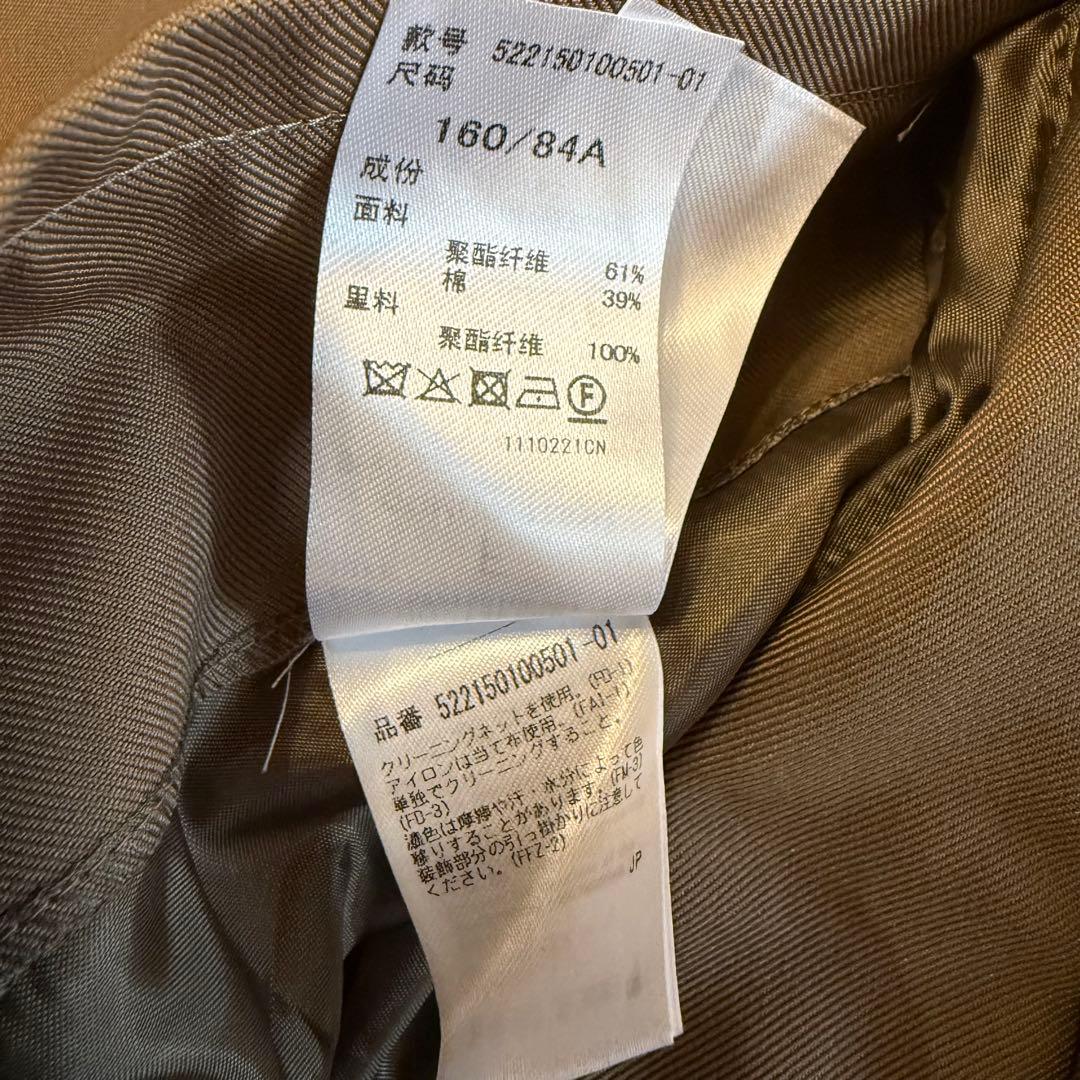 款号 522150100501-01
尺码
160/84A
成份
面料
聚酯纤维 61%
棉 39%
里料
聚酯纤维 100%
F
1110221CN
品番 522150100501-01
クリーニングネットを使用。(FD-1)
アイロンは当て布使用。(FA1-1)
単独でクリーニングすること。
(FD-3)
濃色は摩擦や汗、水分によって色
移りすることがあります。(FM-3)
装飾部分の引っ掛かりに注意して
ください。(FFZ-2)
JP